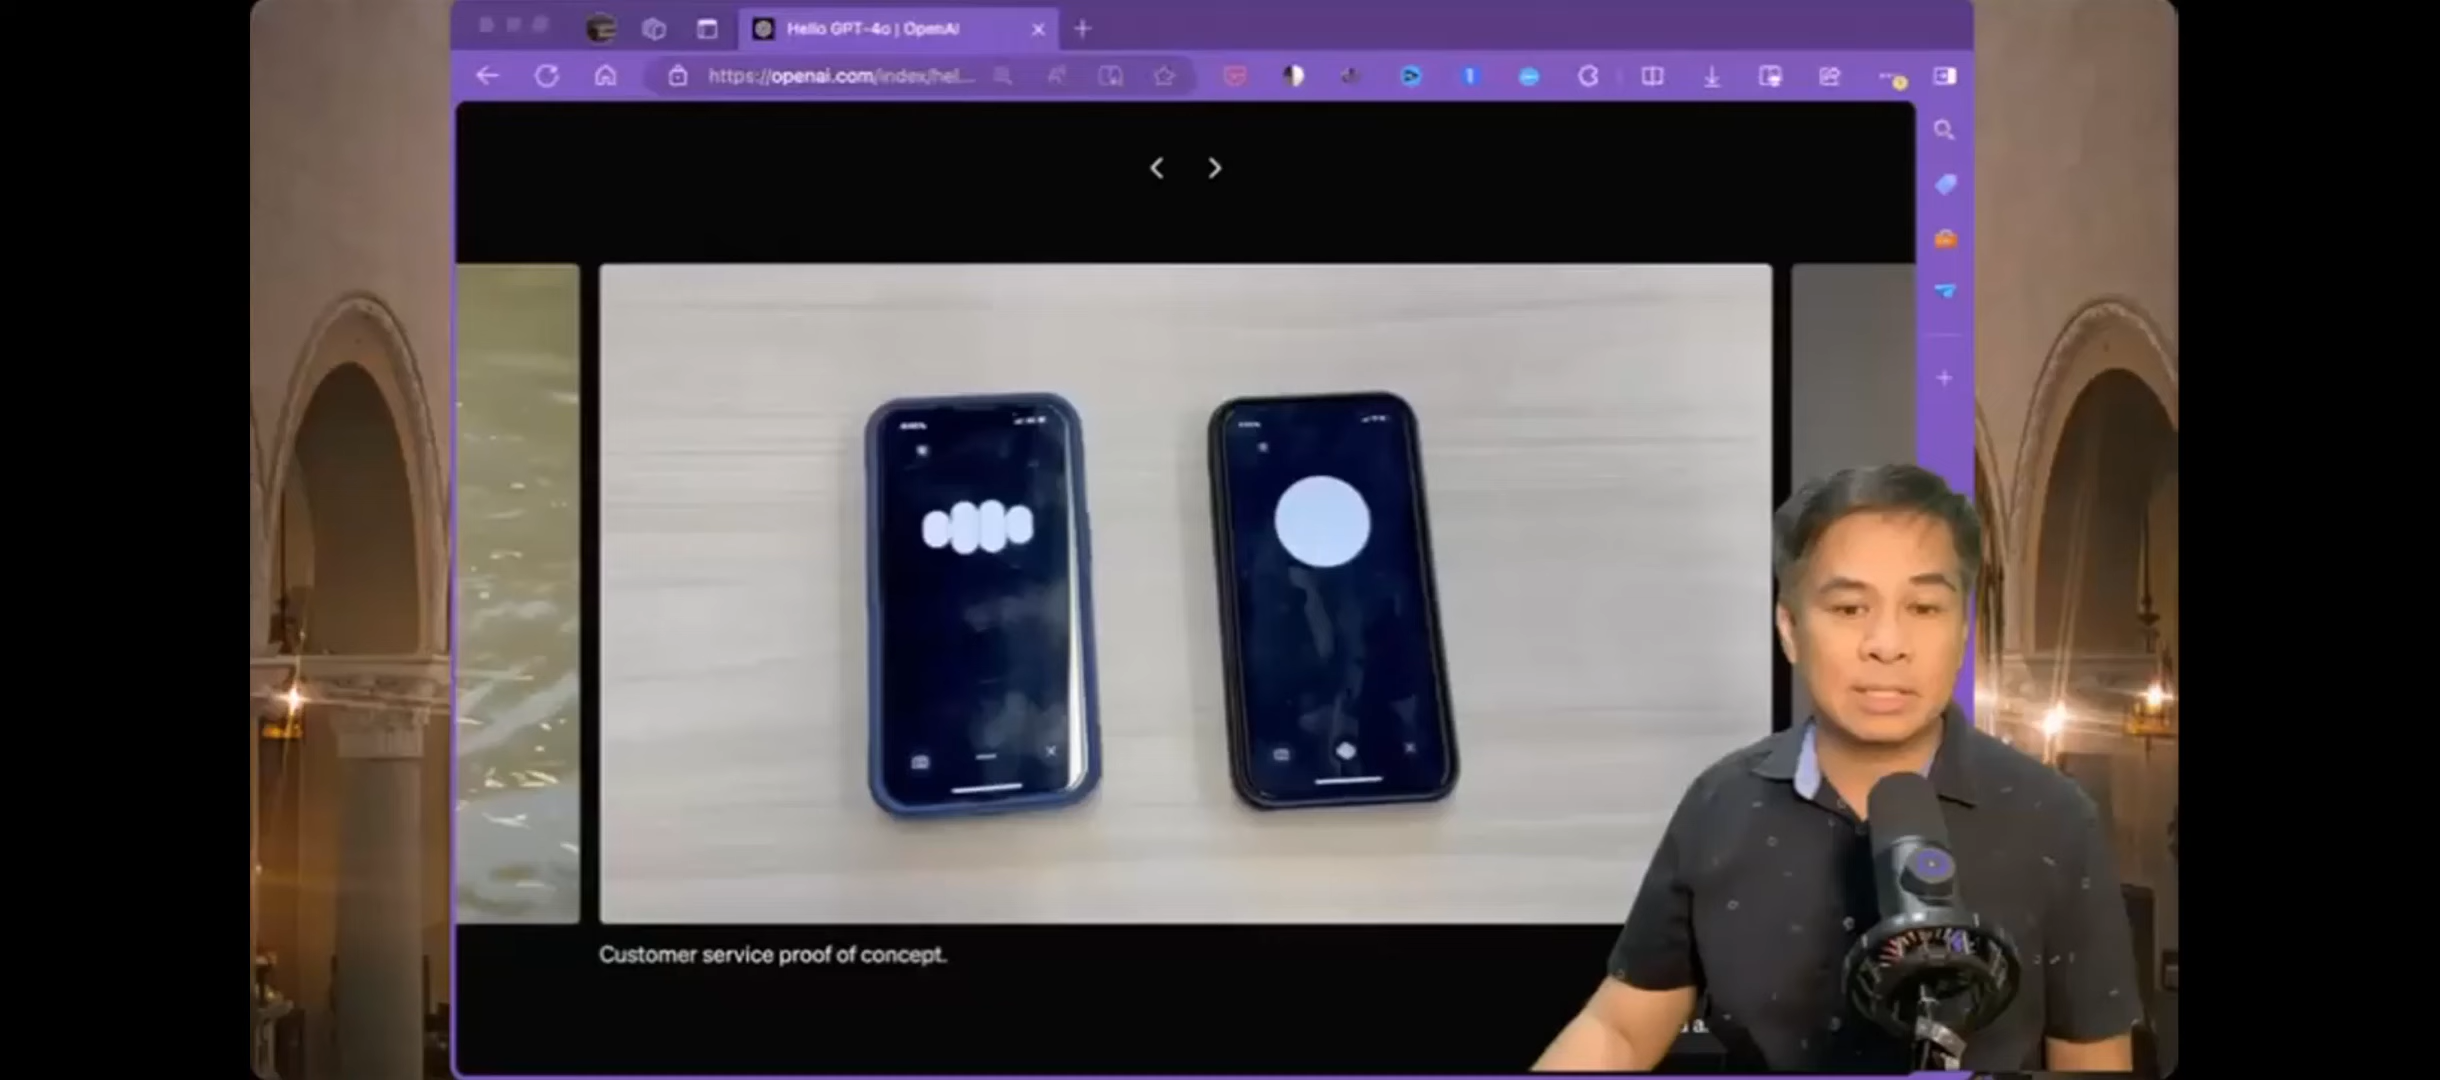 Hello GPT-4o | OpenAI
https://openai.com/index/hel...
Customer service proof of concept.